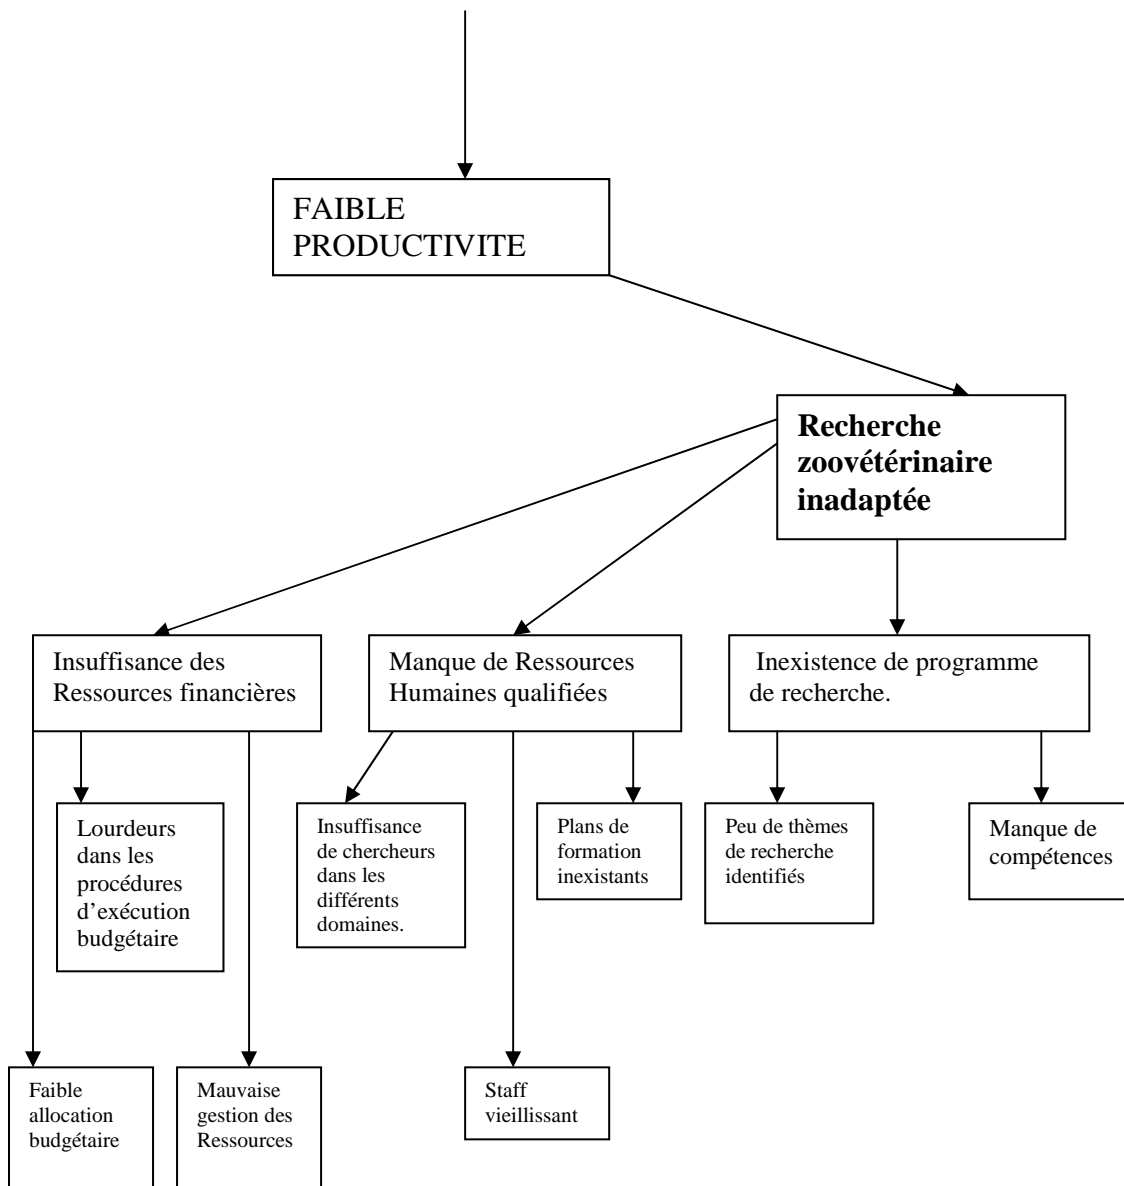 FAIBLE
PRODUCTIVITE
Recherche
zoovétérinaire
inadaptée
Insuffisance des
Ressources financières
Manque de Ressources
Humaines qualifiées
Inexistence de programme
de recherche.
Lourdeurs
dans les
procédures
d’exécution
budgétaire
Insuffisance
de chercheurs
dans les
différents
domaines.
Plans de
formation
inexistants
Peu de thèmes
de recherche
identifiés
Manque de
compétences
Faible
allocation
budgétaire
Mauvaise
gestion des
Ressources
Staff
vieillissant